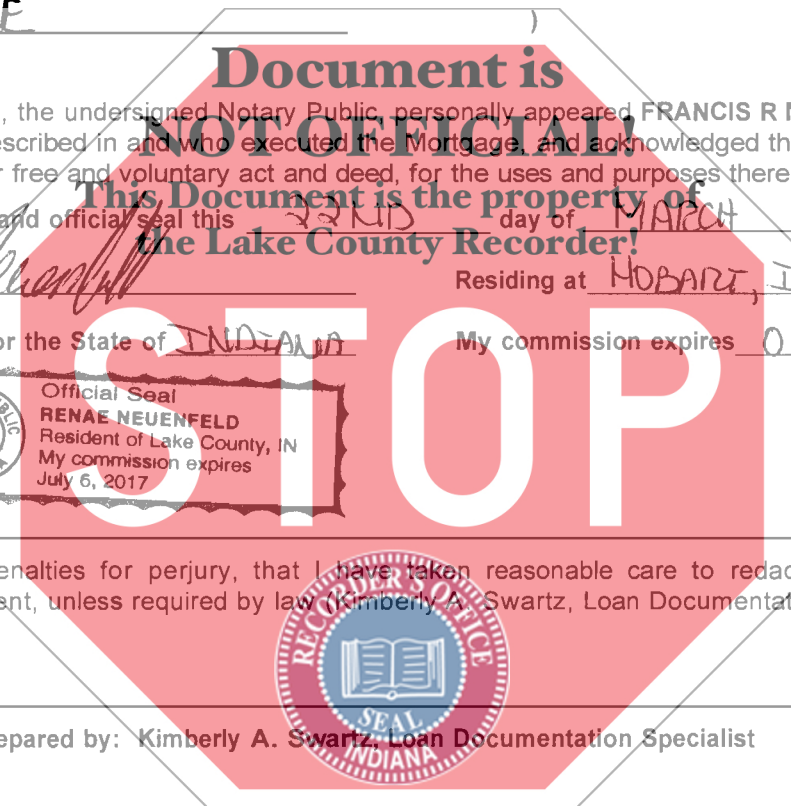 Document is
, the undersigned Notary Public, personally appeared FRANCIS R
NOT OFFICIAL!
escribed in and who executed the Mortgage, and acknowledged th
r free and voluntary act and deed, for the uses and purposes there
This Document is the property of
and official seal this 22ND day of MARCH
the Lake County Recorder!
Residing at HOBART, I
or the State of INDIANA My commission expires 0
STOP
Official Seal
RENAE NEUENFELD
Resident of Lake County, IN
My commission expires
July 6, 2017
enalties for perjury, that I have taken reasonable care to redac
ent, unless required by law (Kimberly A. Swartz, Loan Documentat
RECORDER'S OFFICE
SEAL
INDIANA
epared by: Kimberly A. Swartz, Loan Documentation Specialist